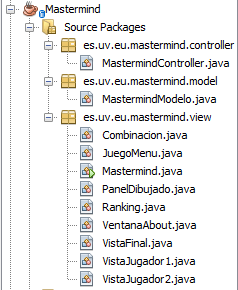 Mastermind
Source Packages
es.uv.eu.mastermind.controller
MastermindController.java
es.uv.eu.mastermind.model
MastermindModelo.java
es.uv.eu.mastermind.view
Combinacion.java
JuegoMenu.java
Mastermind.java
PanelDibujado.java
Ranking.java
VentanaAbout.java
VistaFinal.java
VistaJugador1.java
VistaJugador2.java